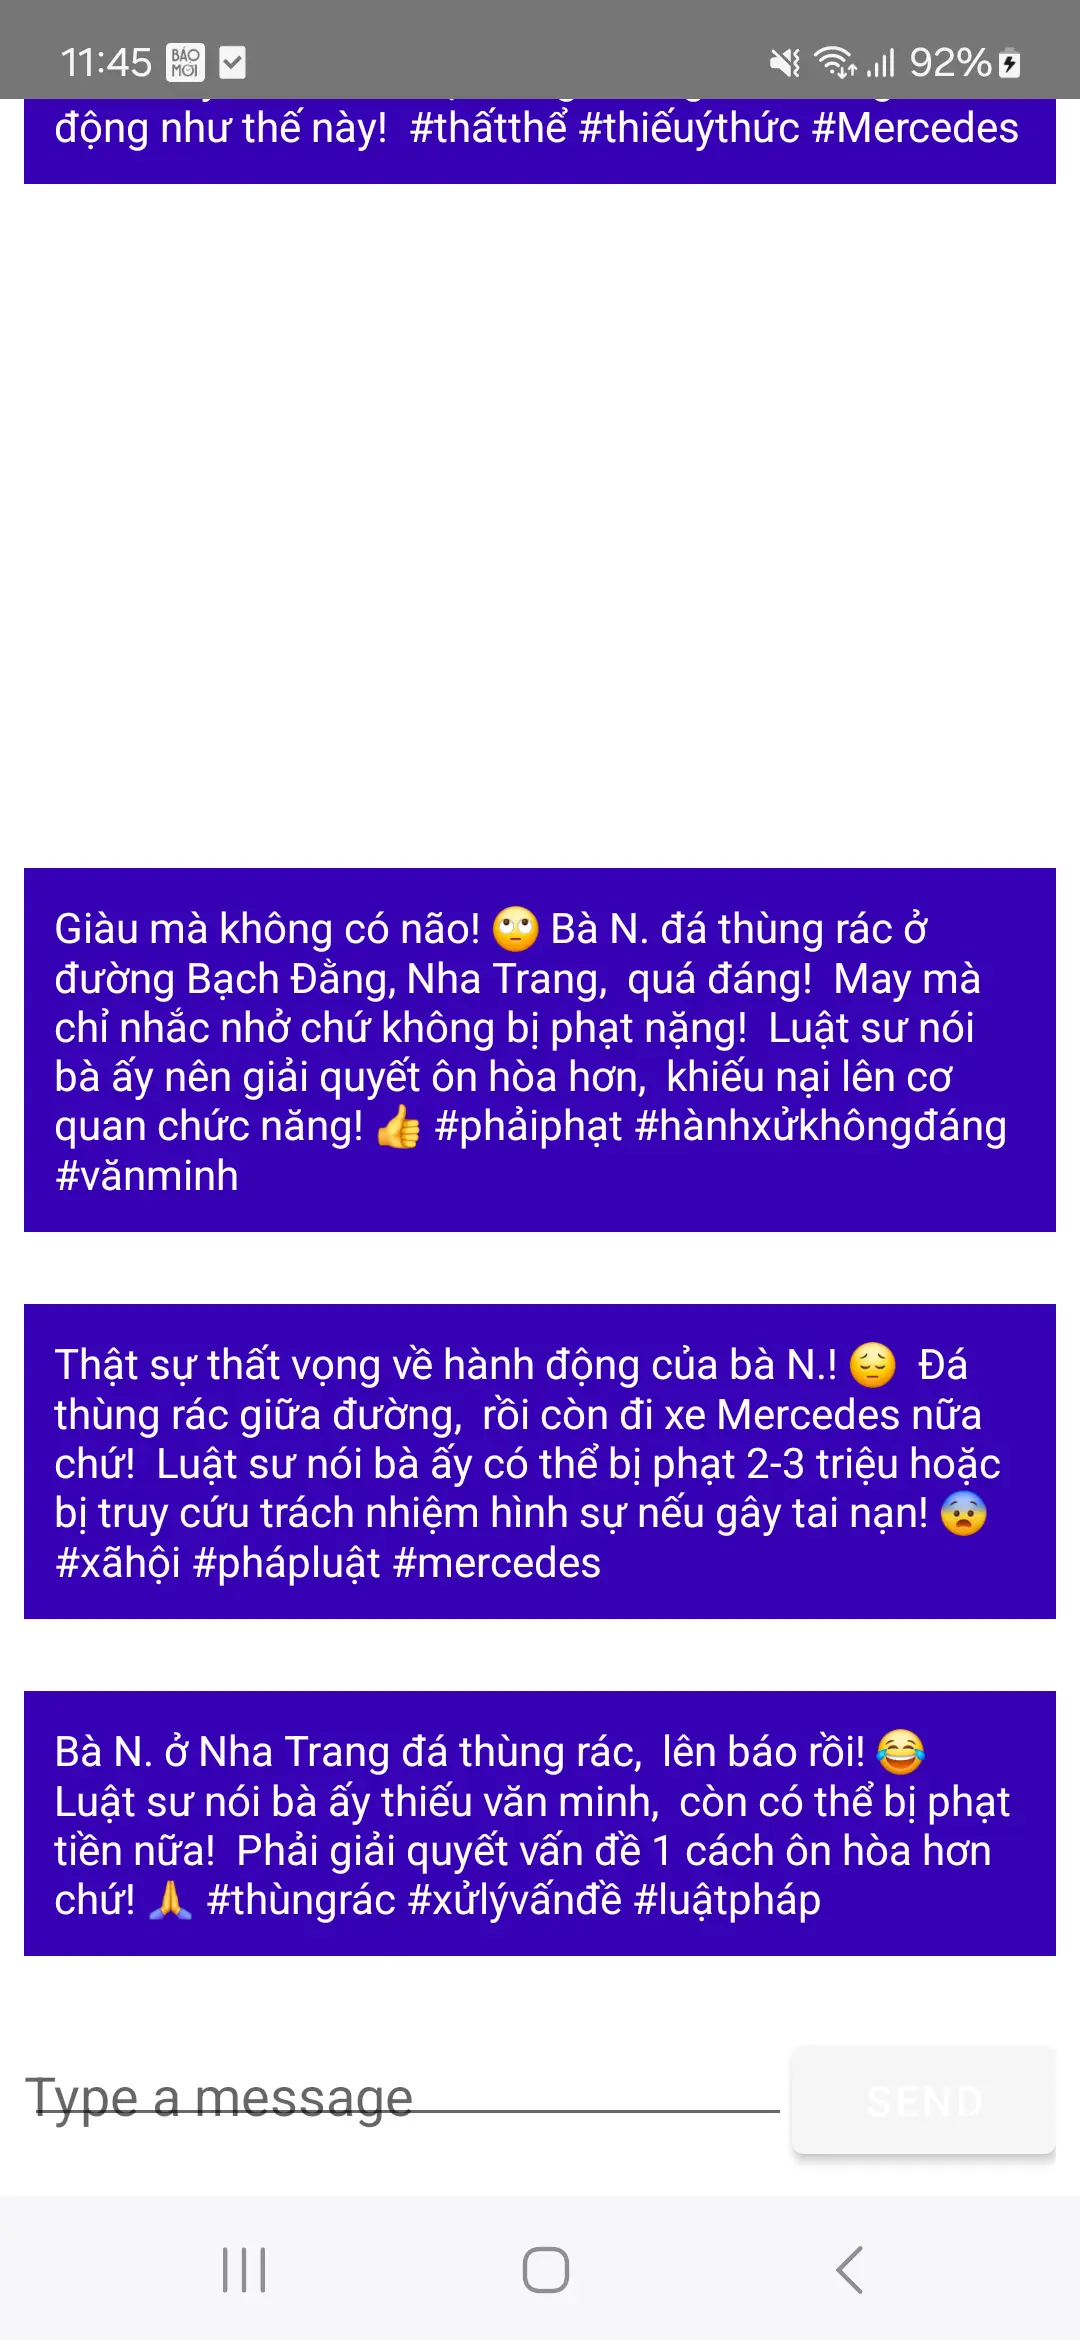 11:45 BÁO MỚI 92%
động như thế này!  #thấtthể #thiếuýthức #Mercedes
Giàu mà không có não! 🙄 Bà N. đá thùng rác ở
đường Bạch Đằng, Nha Trang,  quá đáng!  May mà
chỉ nhắc nhở chứ không bị phạt nặng!  Luật sư nói
bà ấy nên giải quyết ôn hòa hơn,  khiếu nại lên cơ
quan chức năng! 👍 #phảiphạt #hànhxửkhôngđáng
#vănminh
Thật sự thất vọng về hành động của bà N.! 😔  Đá
thùng rác giữa đường,  rồi còn đi xe Mercedes nữa
chứ!  Luật sư nói bà ấy có thể bị phạt 2-3 triệu hoặc
bị truy cứu trách nhiệm hình sự nếu gây tai nạn! 😨
#xãhội #phápluật #mercedes
Bà N. ở Nha Trang đá thùng rác,  lên báo rồi! 😂
Luật sư nói bà ấy thiếu văn minh,  còn có thể bị phạt
tiền nữa!  Phải giải quyết vấn đề 1 cách ôn hòa hơn
chứ! 🙏 #thùngrác #xửlývấnđề #luậtpháp
Type a message SEND